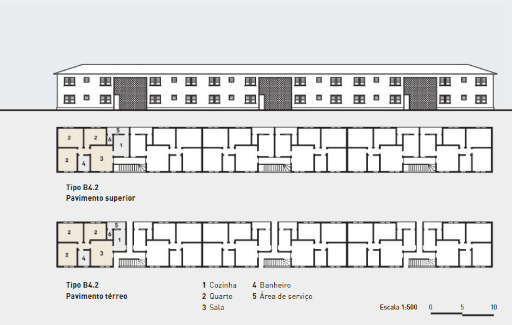 5
2 2 6 1
2 4 3
Tipo B4.2
Pavimento superior
5
2 2 6 1
2 4 3
Tipo B4.2
Pavimento térreo
1 Cozinha 4 Banheiro
2 Quarto 5 Área de serviço
3 Sala
Escala 1:500 0 5 10